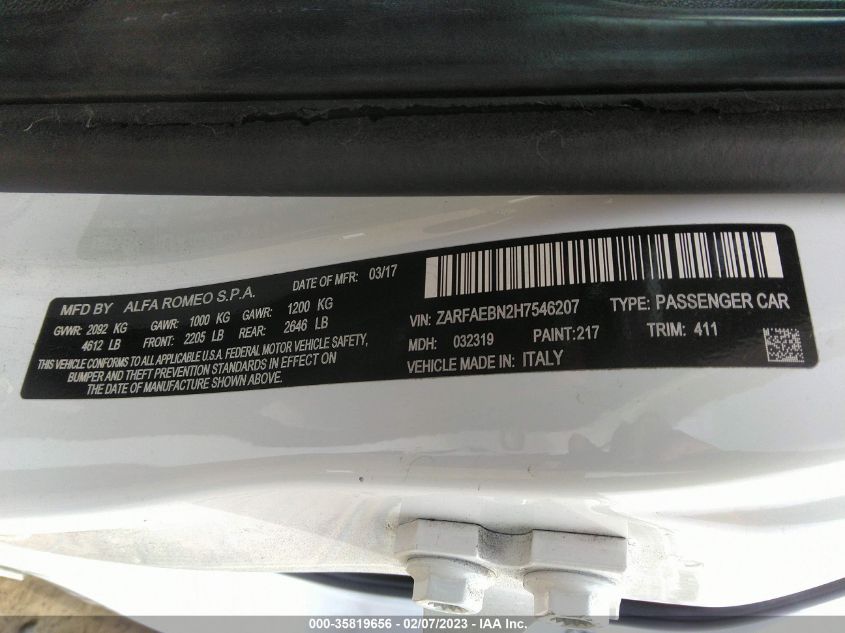 MFD BY ALFA ROMEO S.P.A. DATE OF MFR: 03/17
GVWR: 2092 KG GAWR: 1000 KG GAWR: 1200 KG
4612 LB FRONT: 2205 LB REAR: 2646 LB
THIS VEHICLE CONFORMS TO ALL APPLICABLE U.S.A. FEDERAL MOTOR VEHICLE SAFETY,
BUMPER AND THEFT PREVENTION STANDARDS IN EFFECT ON
THE DATE OF MANUFACTURE SHOWN ABOVE.
VIN: ZARFAEBN2H7546207 TYPE: PASSENGER CAR
MDH: 032319 PAINT: 217 TRIM: 411
VEHICLE MADE IN: ITALY
000-35819656 - 02/07/2023 - IAA Inc.